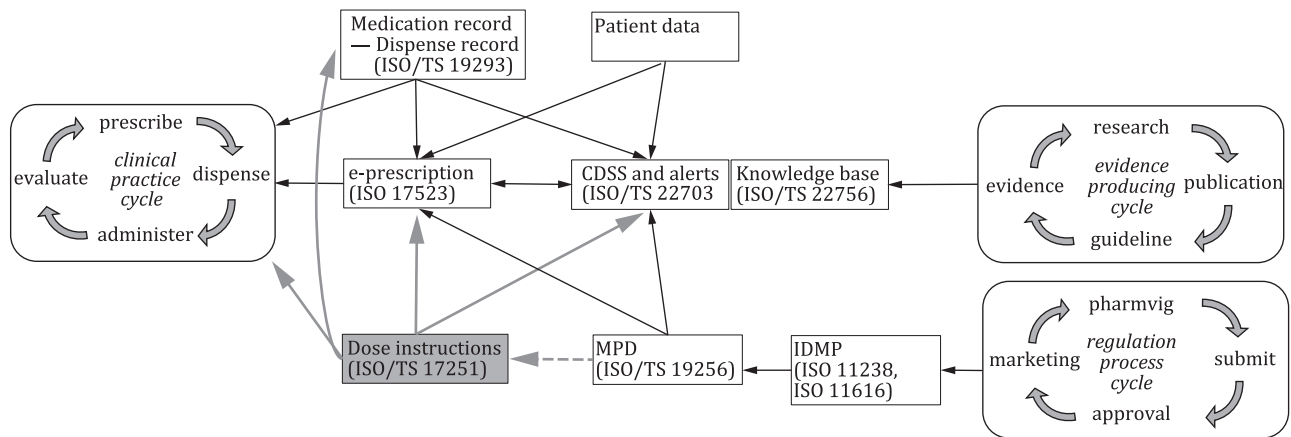 Medication record
— Dispense record
(ISO/TS 19293)
Patient data
prescribe
clinical
practice
cycle
evaluate
dispense
administer
e-prescription
(ISO 17523)
CDSS and alerts
(ISO/TS 22703
Knowledge base
(ISO/TS 22756)
research
evidence
producing
cycle
evidence
publication
guideline
Dose instructions
(ISO/TS 17251)
MPD
(ISO/TS 19256)
IDMP
(ISO 11238,
ISO 11616)
pharmvig
regulation
process
cycle
marketing
submit
approval